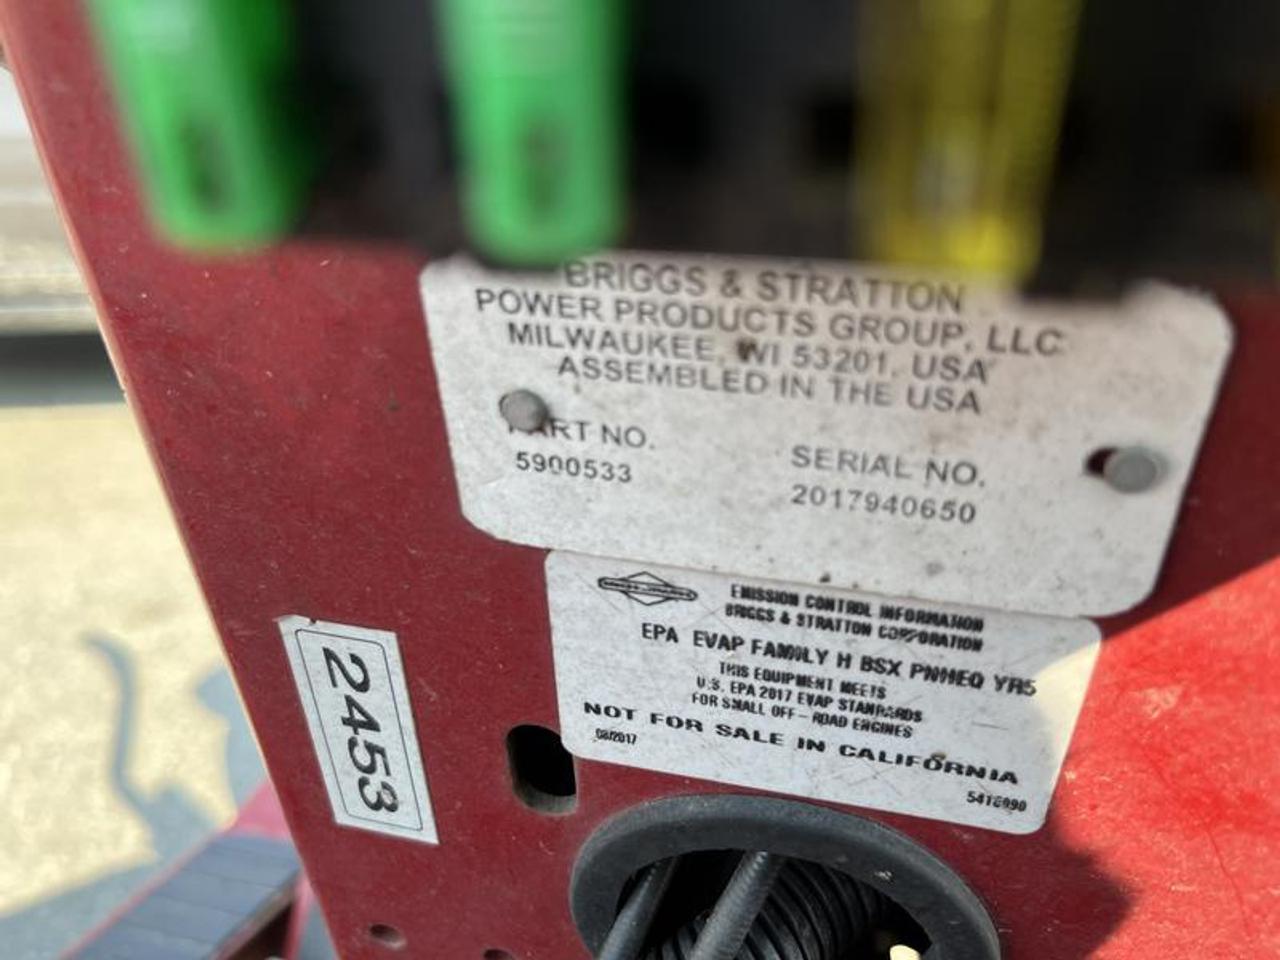 BRIGGS & STRATTON
POWER PRODUCTS GROUP, LLC
MILWAUKEE, WI 53201, USA
ASSEMBLED IN THE USA
PART NO.
5900533
SERIAL NO.
2017940650
EMISSION CONTROL INFORMATION
BRIGGS & STRATTON CORPORATION
EPA EVAP FAMILY H BSX PNHEQ YR5
THIS EQUIPMENT MEETS
U.S. EPA 2017 EVAP STANDARDS
FOR SMALL OFF-ROAD ENGINES
NOT FOR SALE IN CALIFORNIA
08/2017
2453